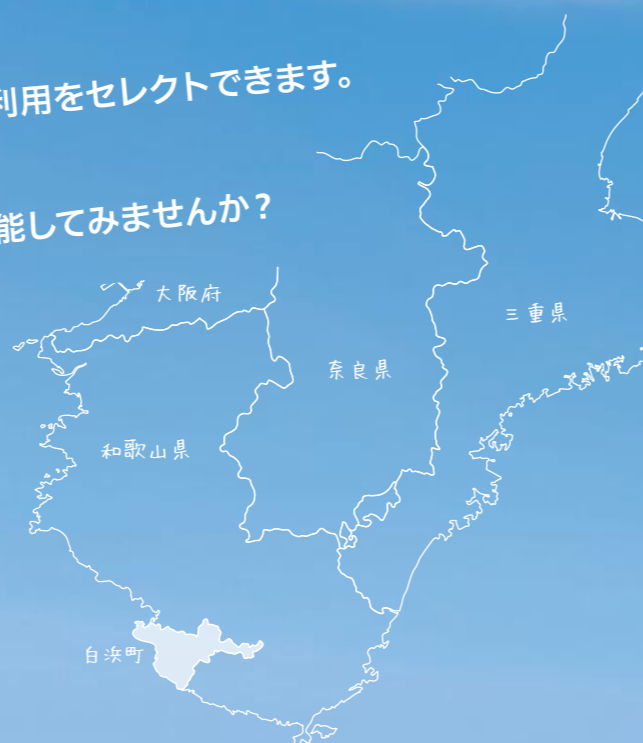 利用をセレクトできます。
能してみませんか？
大阪府
三重県
奈良県
和歌山県
白浜町